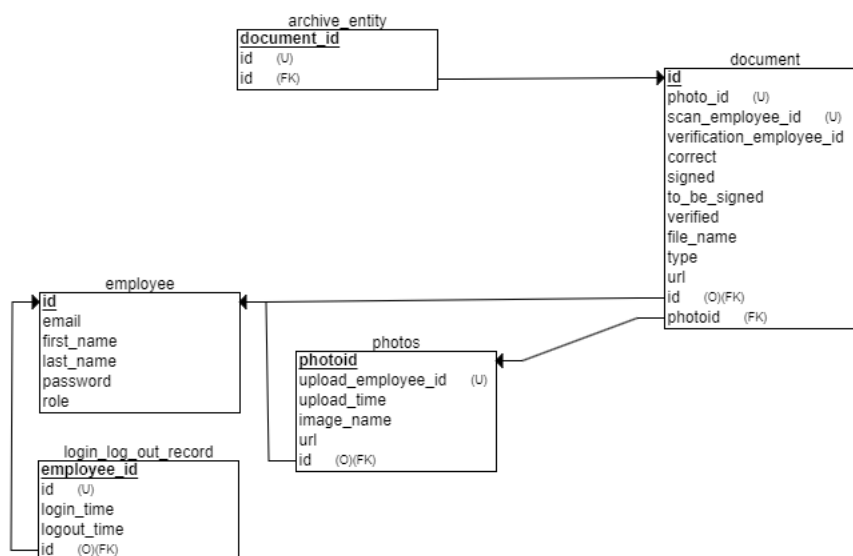 archive_entity
document_id
id (U)
id (FK)
document
id
photo_id (U)
scan_employee_id (U)
verification_employee_id
correct
signed
to_be_signed
verified
file_name
type
url
id (O)(FK)
photoid (FK)
employee
id
email
first_name
last_name
password
role
photos
photoid
upload_employee_id (U)
upload_time
image_name
url
id (O)(FK)
login_log_out_record
employee_id
id (U)
login_time
logout_time
id (O)(FK)